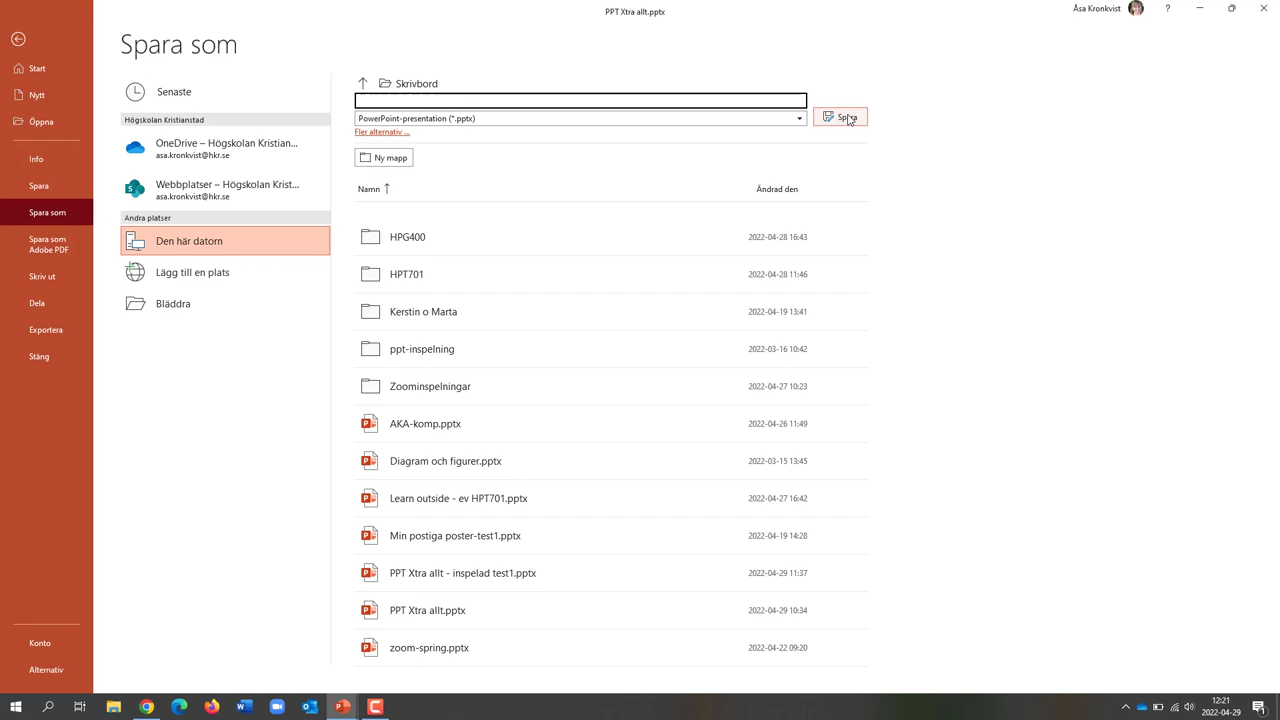 PPT Xtra allt.pptx
Åsa Kronkvist
?
Spara som
Start
Nytt
Öppna
Info
Spara
Spara som
Spara som
Adobe PDF
Skriv ut
Dela
Exportera
Stäng
Konto
Alternativ
Senaste
Högskolan Kristianstad
OneDrive – Högskolan Kristian...
asa.kronkvist@hkr.se
Webbplatser – Högskolan Krist...
asa.kronkvist@hkr.se
Andra platser
Den här datorn
Lägg till en plats
Bläddra
Skrivbord
PowerPoint-presentation (*.pptx)
Spara
Fler alternativ ...
Ny mapp
Namn Ändrad den
HPG400 2022-04-28 16:43
HPT701 2022-04-28 11:46
Kerstin o Marta 2022-04-19 13:41
ppt-inspelning 2022-03-16 10:42
Zoominspelningar 2022-04-27 10:23
AKA-komp.pptx 2022-04-26 11:49
Diagram och figurer.pptx 2022-03-15 13:45
Learn outside - ev HPT701.pptx 2022-04-27 16:42
Min postiga poster-test1.pptx 2022-04-19 14:28
PPT Xtra allt - inspelad test1.pptx 2022-04-29 11:37
PPT Xtra allt.pptx 2022-04-29 10:34
zoom-spring.pptx 2022-04-22 09:20
12:21
2022-04-29